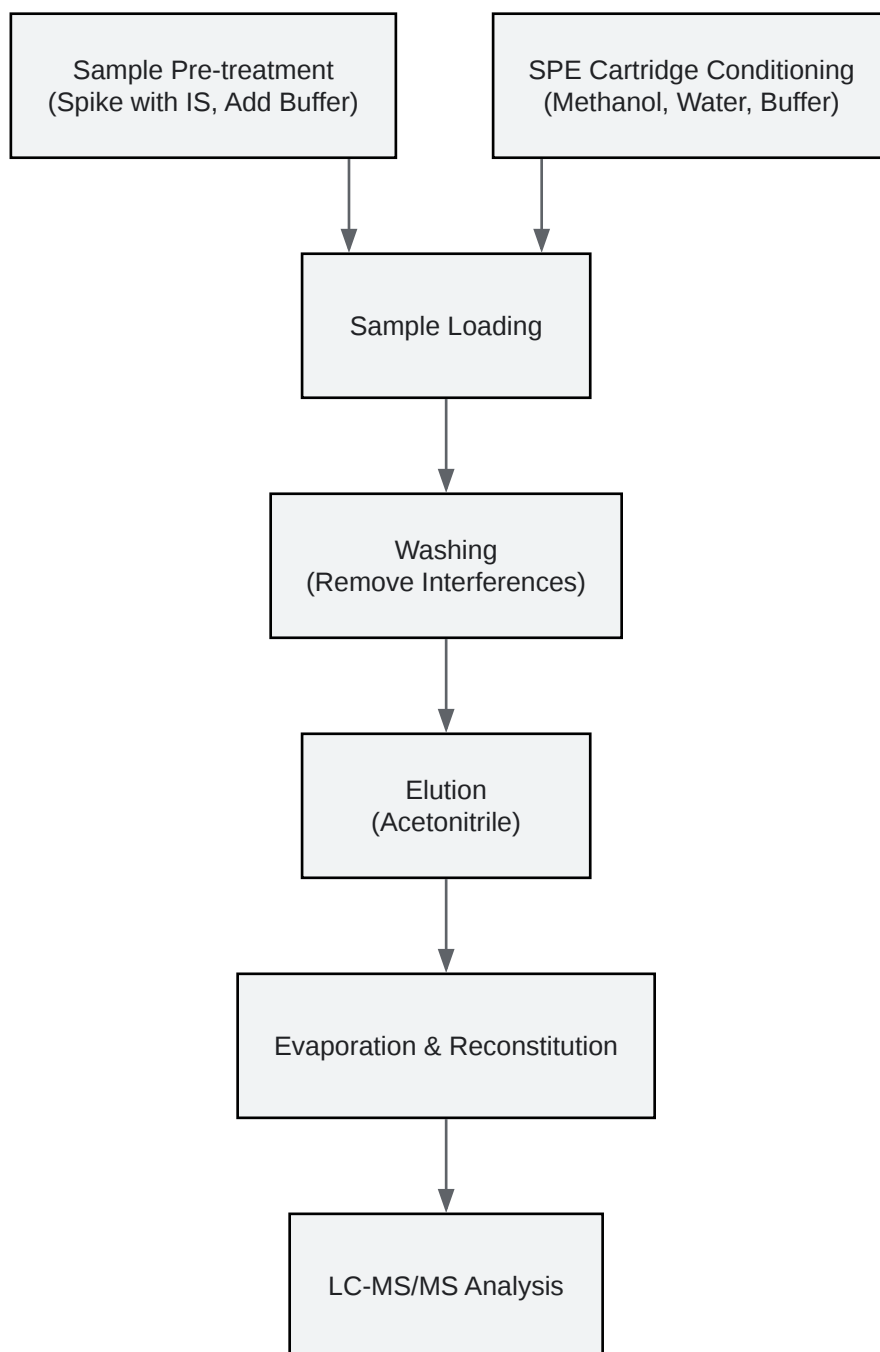 Sample Pre-treatment
(Spike with IS, Add Buffer)
SPE Cartridge Conditioning
(Methanol, Water, Buffer)
Sample Loading
Washing
(Remove Interferences)
Elution
(Acetonitrile)
Evaporation & Reconstitution
LC-MS/MS Analysis